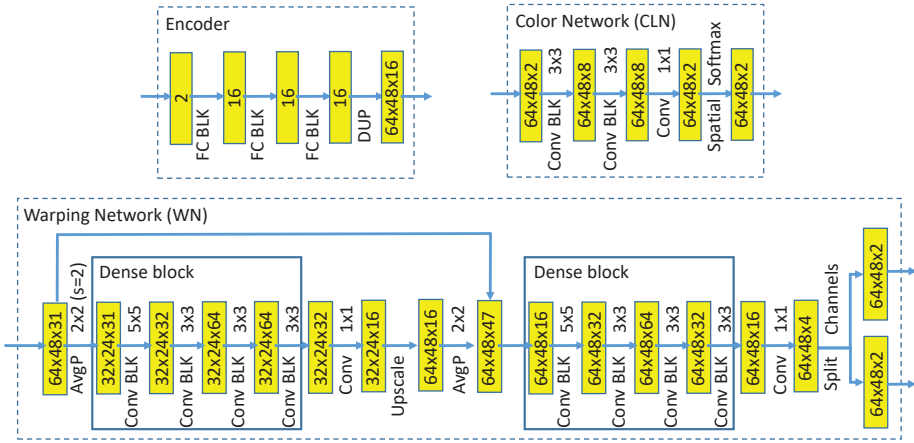 Encoder
2
FC BLK
16
FC BLK
16
FC BLK
16
DUP
64x48x16
Color Network (CLN)
64x48x2
Conv BLK 3x3
64x48x8
Conv BLK 3x3
64x48x8
Conv 1x1
64x48x2
Spatial Softmax
64x48x2
Warping Network (WN)
64x48x31
AvgP 2x2 (s=2)
Dense block
32x24x31
Conv BLK 5x5
32x24x32
Conv BLK 3x3
32x24x64
Conv BLK 3x3
32x24x64
Conv BLK 3x3
32x24x32
Conv 1x1
32x24x16
Upscale
64x48x16
AvgP 2x2
64x48x47
Dense block
64x48x16
Conv BLK 5x5
64x48x32
Conv BLK 3x3
64x48x64
Conv BLK 3x3
64x48x32
Conv BLK 3x3
64x48x16
Conv 1x1
64x48x4
Split Channels
64x48x2
64x48x2